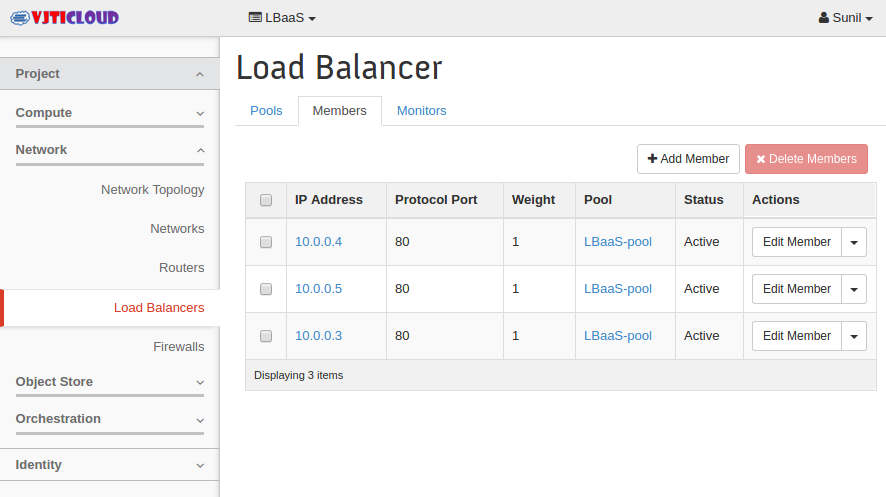 VJTICLOUD
LBaaS
Sunil
Project
Compute
Network
Network Topology
Networks
Routers
Load Balancers
Firewalls
Object Store
Orchestration
Identity
Load Balancer
Pools Members Monitors
Add Member Delete Members
IP Address Protocol Port Weight Pool Status Actions
10.0.0.4 80 1 LBaaS-pool Active Edit Member
10.0.0.5 80 1 LBaaS-pool Active Edit Member
10.0.0.3 80 1 LBaaS-pool Active Edit Member
Displaying 3 items